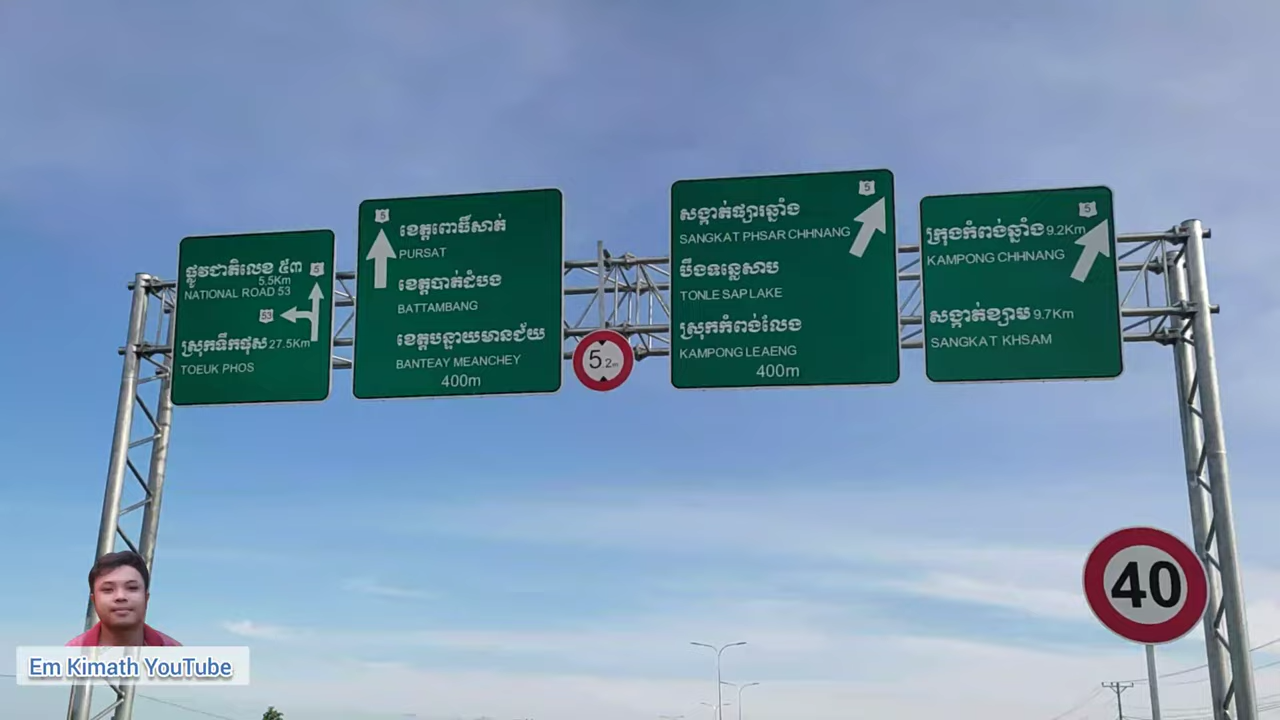 ផ្លូវជាតិលេខ ៥៣
5
5.5Km
NATIONAL ROAD 53
53
ស្រុកទឹកផុស 27.5Km
TOEUK PHOS
5
ខេត្តពោធិ៍សាត់
PURSAT
ខេត្តបាត់ដំបង
BATTAMBANG
ខេត្តបន្ទាយមានជ័យ
BANTEAY MEANCHEY
400m
5.2m
5
សង្កាត់ផ្សារឆ្នាំង
SANGKAT PHSAR CHHNANG
បឹងទន្លេសាប
TONLE SAP LAKE
ស្រុកកំពង់លែង
KAMPONG LEAENG
400m
5
ក្រុងកំពង់ឆ្នាំង 9.2Km
KAMPONG CHHNANG
សង្កាត់ខ្សាម 9.7Km
SANGKAT KHSAM
40
Em Kimath YouTube